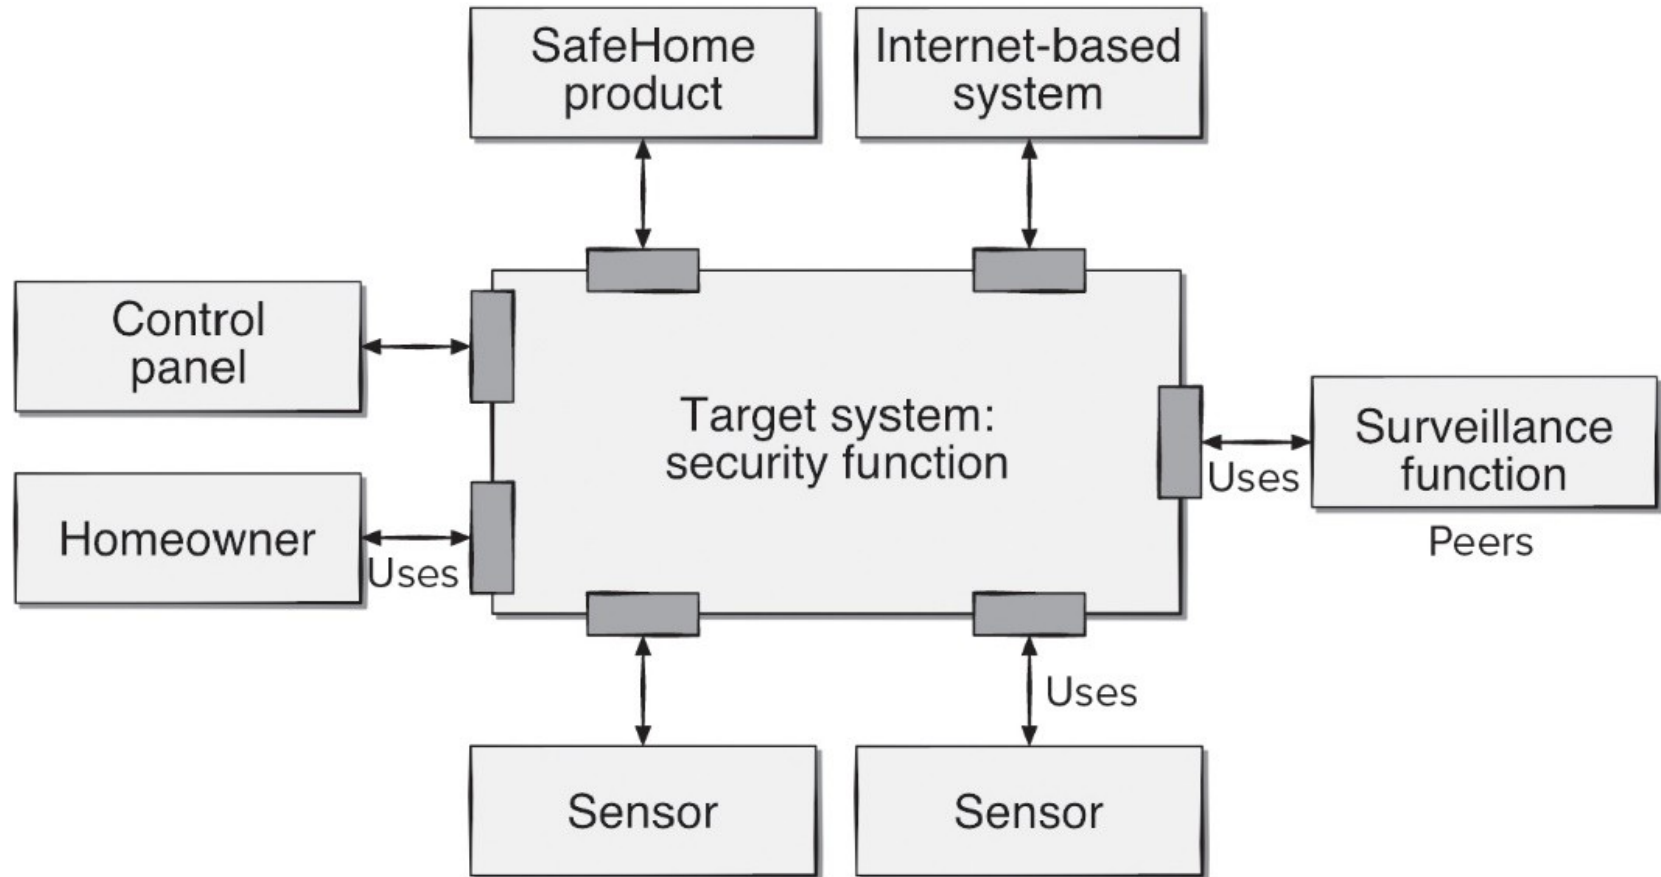 SafeHome
product
Internet-based
system
Control
panel
Target system:
security function
Surveillance
function
Uses
Peers
Homeowner
Uses
Uses
Sensor
Sensor